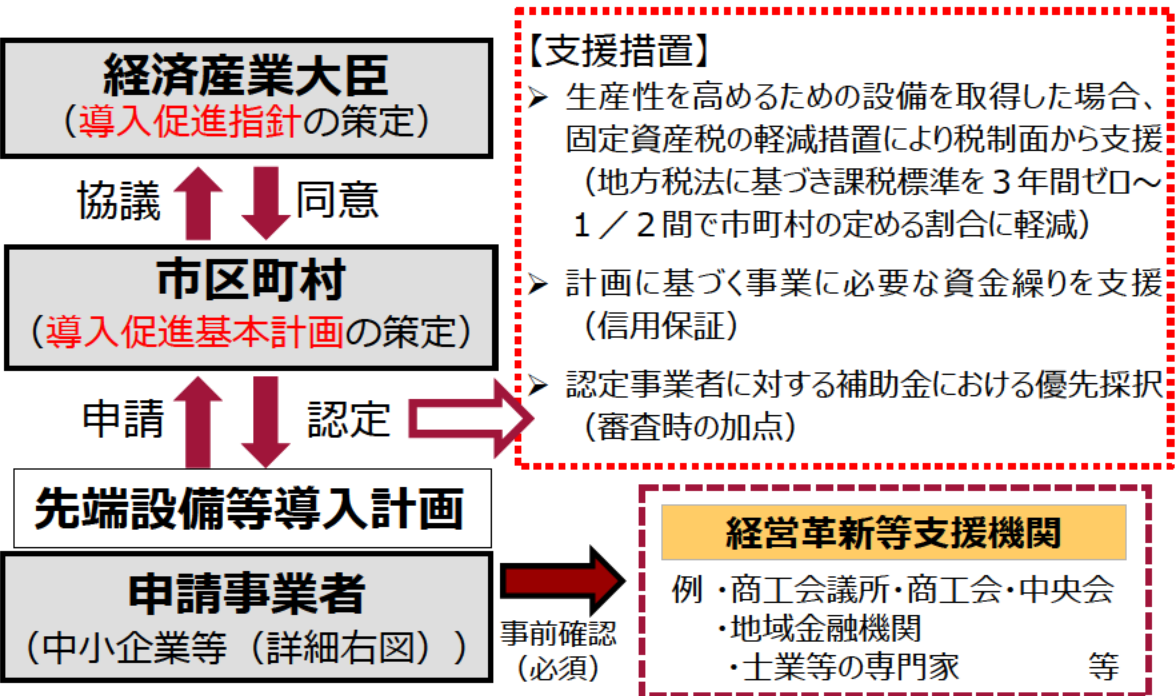 経済産業大臣
（導入促進指針の策定）
協議
同意
市区町村
（導入促進基本計画の策定）
申請
認定
先端設備等導入計画
申請事業者
（中小企業等（詳細右図））
【支援措置】
➢ 生産性を高めるための設備を取得した場合、
固定資産税の軽減措置により税制面から支援
（地方税法に基づき課税標準を３年間ゼロ～
１／２間で市町村の定める割合に軽減）
➢ 計画に基づく事業に必要な資金繰りを支援
（信用保証）
➢ 認定事業者に対する補助金における優先採択
（審査時の加点）
事前確認
（必須）
経営革新等支援機関
例 ・商工会議所・商工会・中央会
・地域金融機関
・士業等の専門家 等